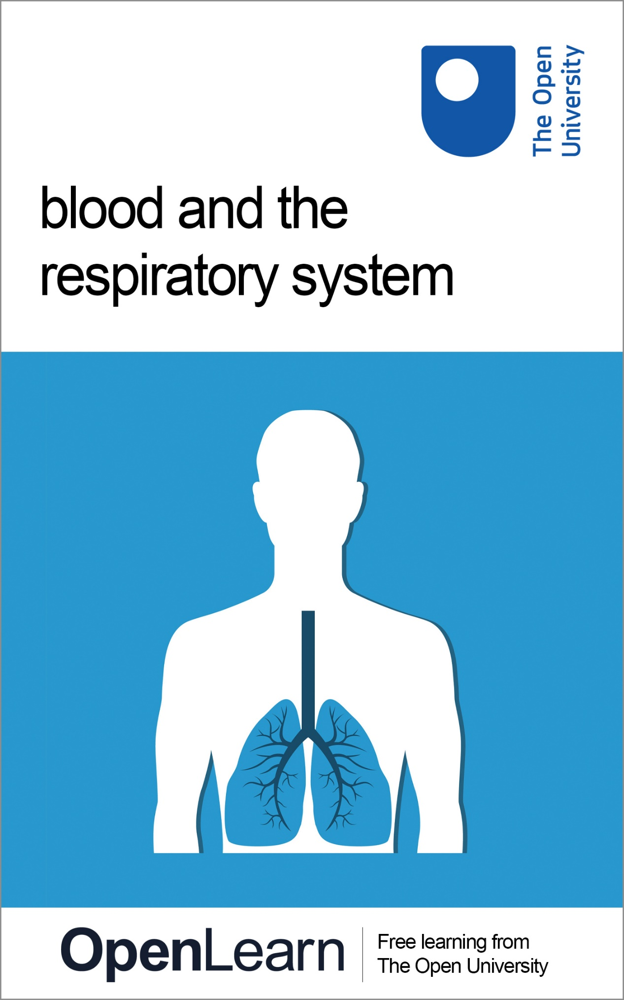 The Open
University
blood and the
respiratory system
OpenLearn
Free learning from
The Open University